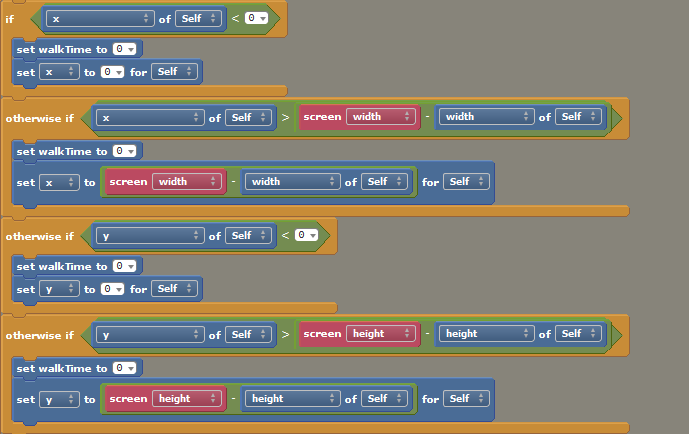 if x of Self < 0
set walkTime to 0
set x to 0 for Self
otherwise if x of Self > screen width - width of Self
set walkTime to 0
set x to screen width - width of Self for Self
otherwise if y of Self < 0
set walkTime to 0
set y to 0 for Self
otherwise if y of Self > screen height - height of Self
set walkTime to 0
set y to screen height - height of Self for Self